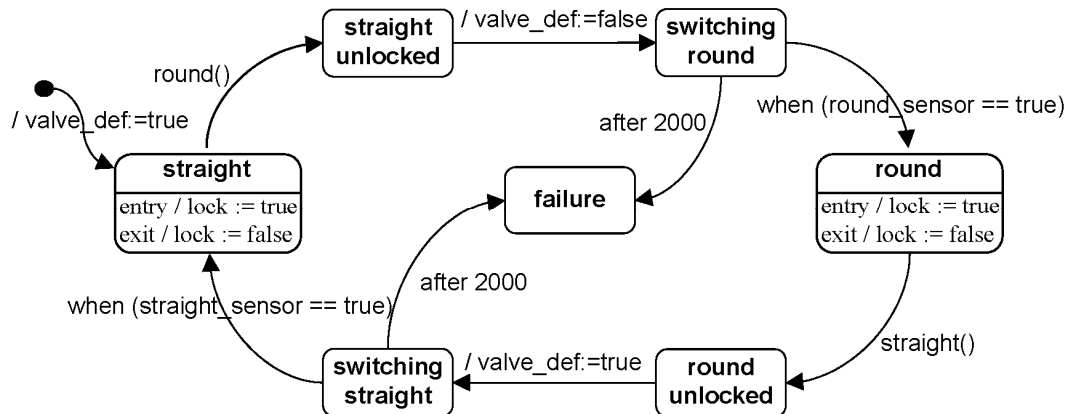 straight
unlocked
/ valve_def:=false
switching
round
round()
/ valve_def:=true
when (round_sensor == true)
after 2000
straight
entry / lock := true
exit / lock := false
failure
round
entry / lock := true
exit / lock := false
after 2000
when (straight_sensor == true)
straight()
switching
straight
/ valve_def:=true
round
unlocked